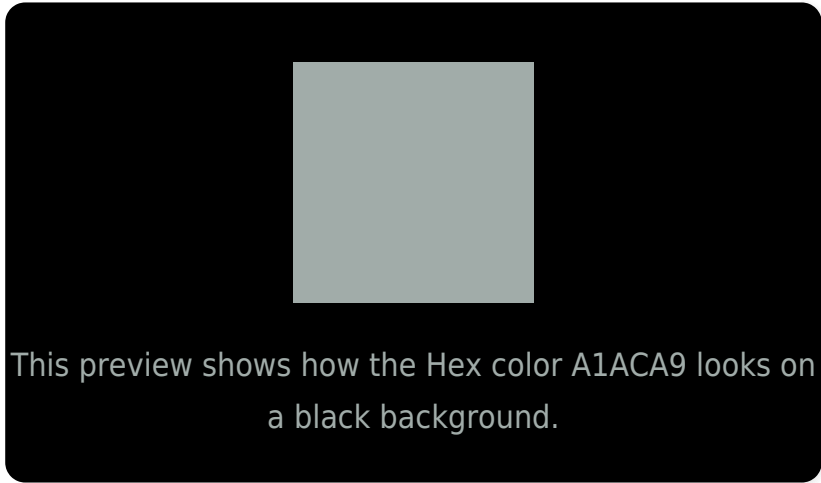 This preview shows how the Hex color A1ACA9 looks on
a black background.